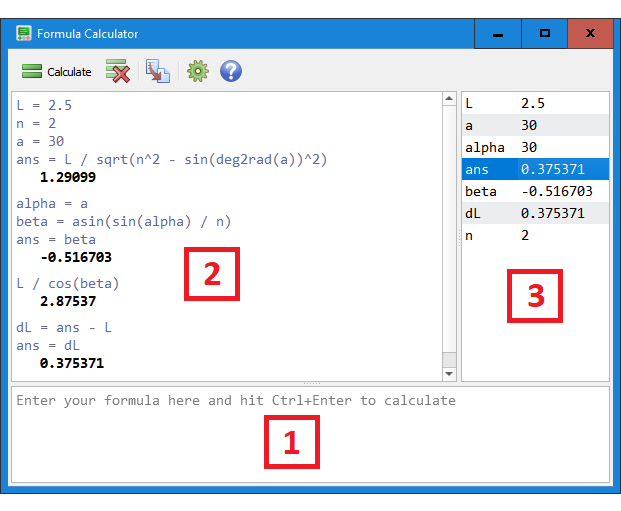 Formula Calculator
Calculate
L = 2.5
n = 2
a = 30
ans = L / sqrt(n^2 - sin(deg2rad(a))^2)
1.29099
alpha = a
beta = asin(sin(alpha) / n)
ans = beta
-0.516703
L / cos(beta)
2.87537
dL = ans - L
ans = dL
0.375371
2
L 2.5
a 30
alpha 30
ans 0.375371
beta -0.516703
dL 0.375371
n 2
3
Enter your formula here and hit Ctrl+Enter to calculate
1